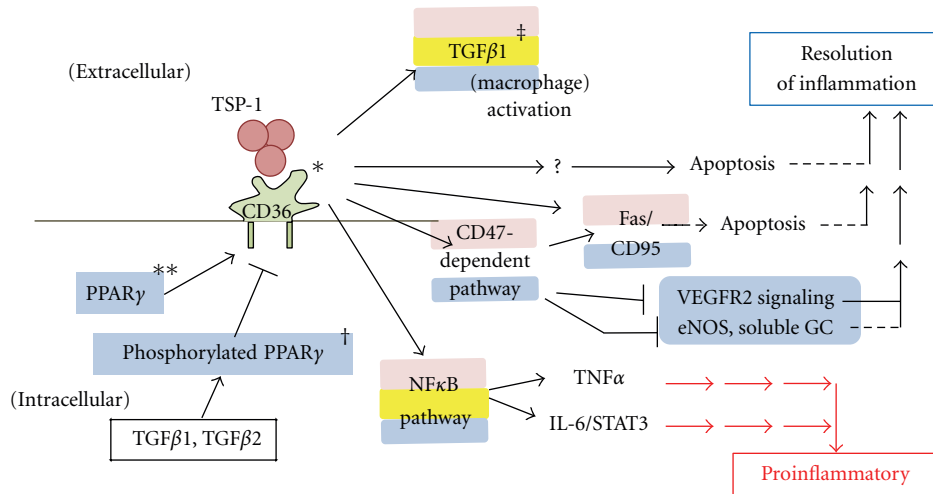 ‡
TGFβ1
(macrophage)
activation
(Extracellular)
TSP-1
*
CD36
Resolution
of inflammation
?
Apoptosis
CD47-
dependent
pathway
Fas/
CD95
Apoptosis
**
PPARγ
VEGFR2 signaling
eNOS, soluble GC
†
Phosphorylated PPARγ
(Intracellular)
TGFβ1, TGFβ2
NFκB
pathway
TNFα
IL-6/STAT3
Proinflammatory